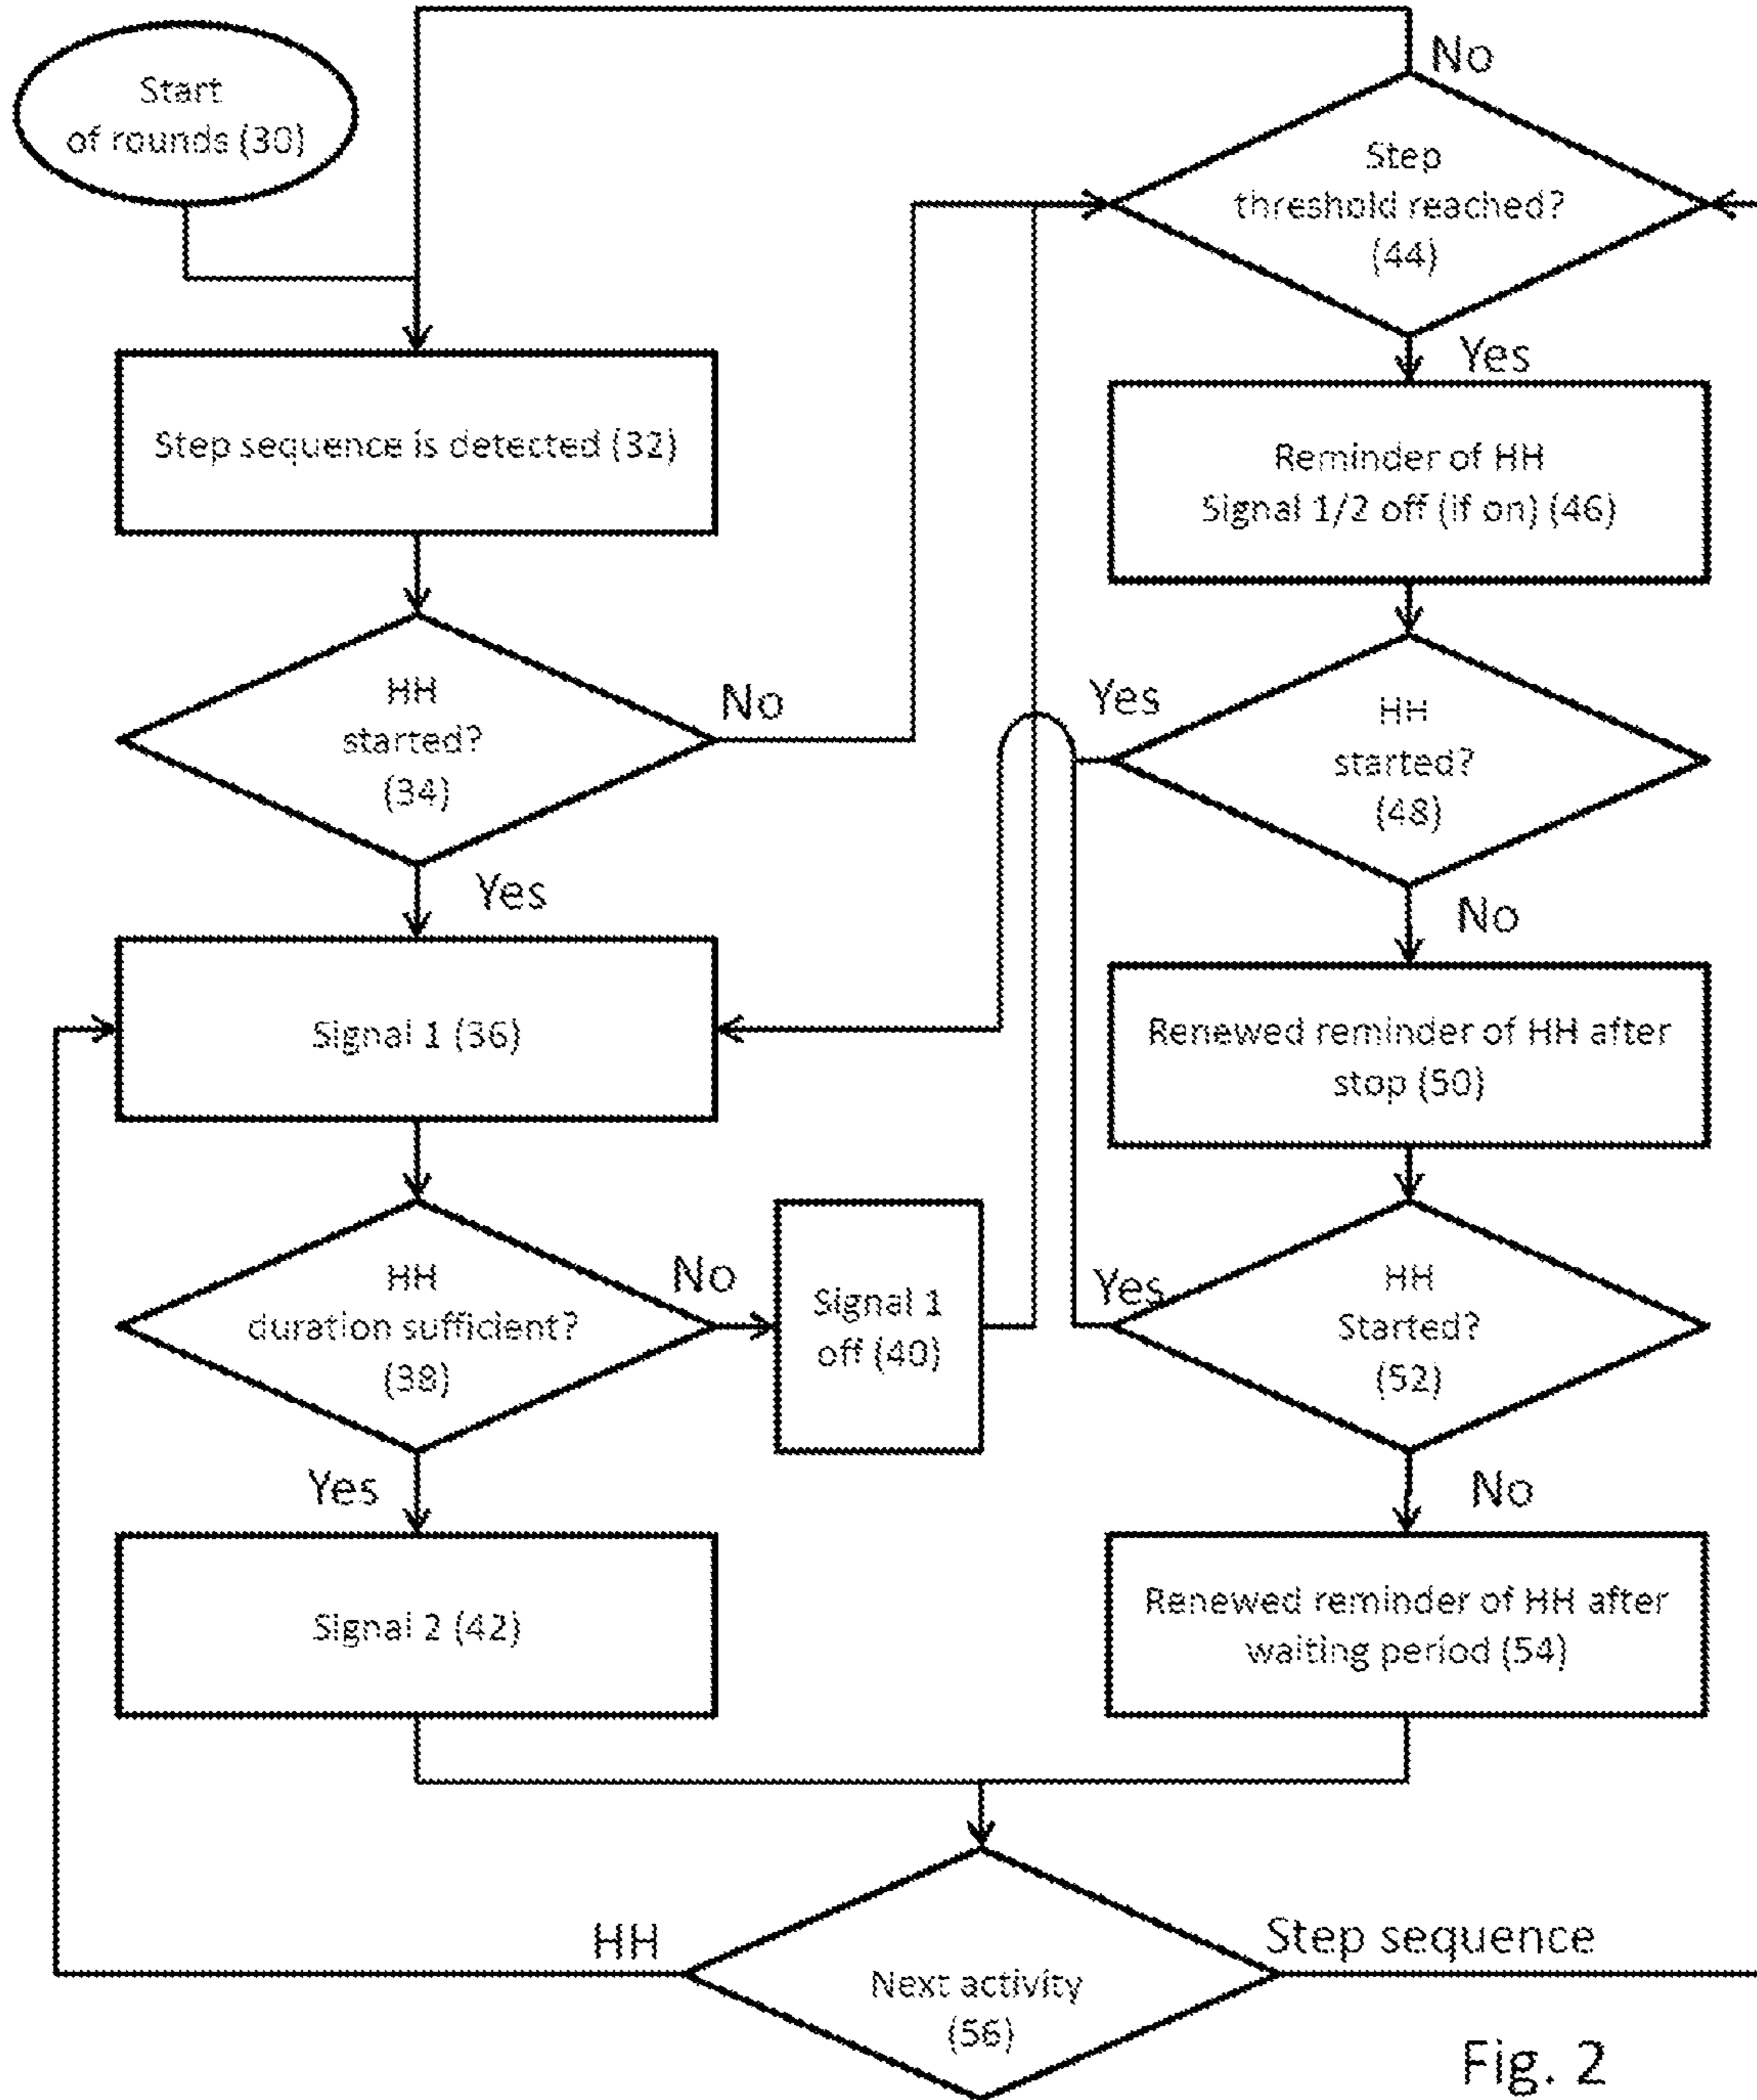 Start
of rounds (30)
No
Step
threshold reached?
(44)
Yes
Step sequence is detected (32)
Reminder of HH
Signal 1/2 off (if on) (46)
HH
started?
(34)
No
Yes
Yes
HH
started?
(48)
No
Signal 1 (36)
Renewed reminder of HH after
stop (50)
HH
duration sufficient?
(38)
No
Yes
Signal 1
off (40)
Yes
HH
Started?
(52)
No
Signal 2 (42)
Renewed reminder of HH after
waiting period (54)
HH
Next activity
(56)
Step sequence
Fig. 2